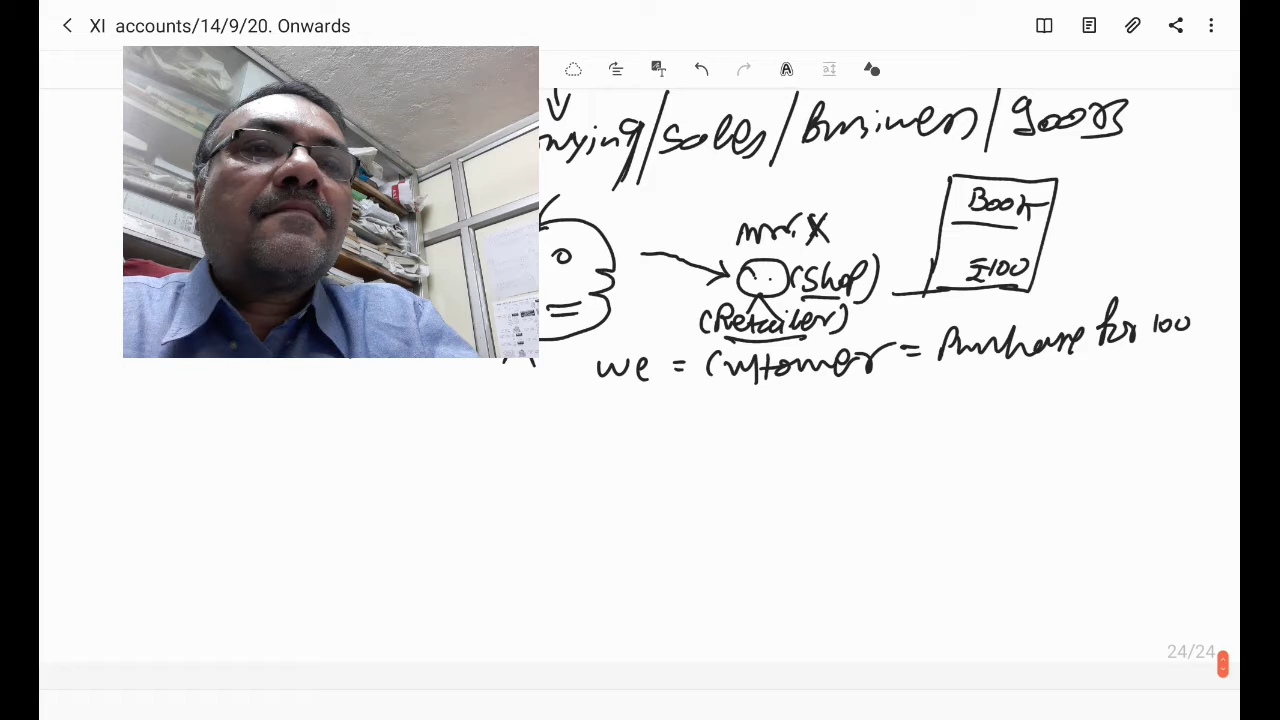 XI accounts/14/9/20. Onwards
/Sales/Business/Goods
Mr. X
Book
(Shop)
₹100
(Retailer)
we = Customer = Purchase for 100
24/24